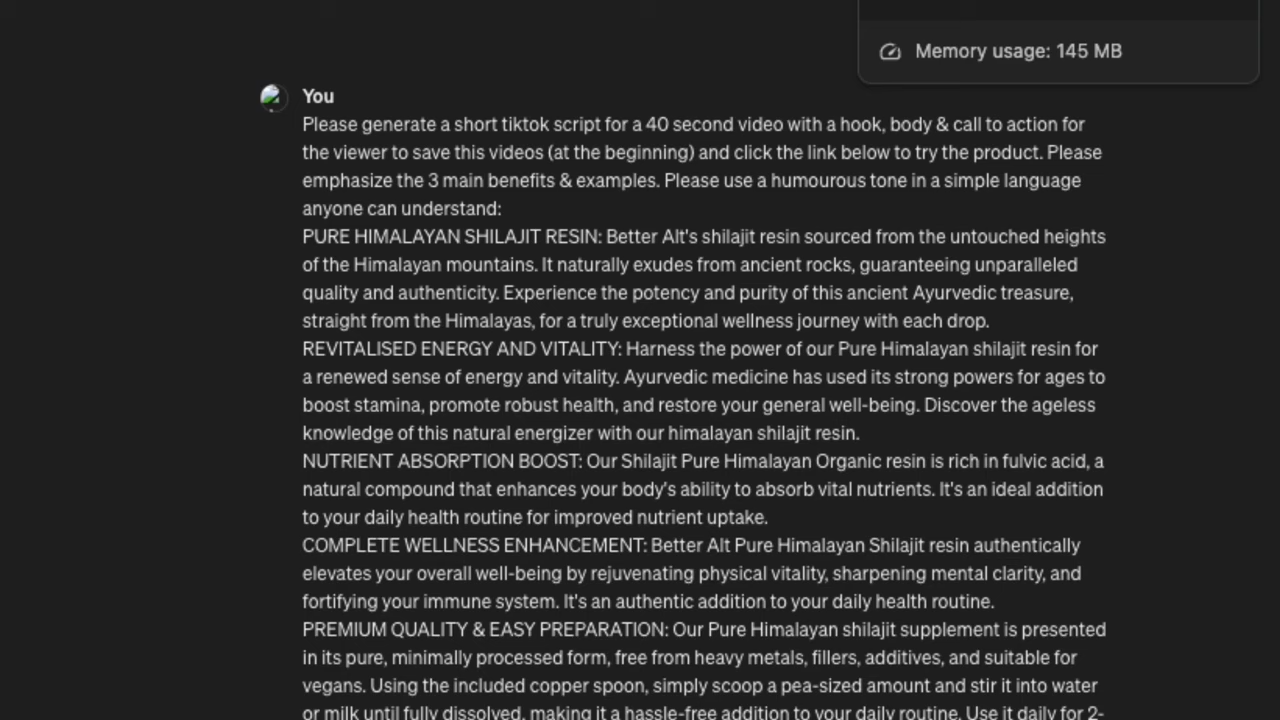 Memory usage: 145 MB
You
Please generate a short tiktok script for a 40 second video with a hook, body & call to action for
the viewer to save this videos (at the beginning) and click the link below to try the product. Please
emphasize the 3 main benefits & examples. Please use a humourous tone in a simple language
anyone can understand:
PURE HIMALAYAN SHILAJIT RESIN: Better Alt's shilajit resin sourced from the untouched heights
of the Himalayan mountains. It naturally exudes from ancient rocks, guaranteeing unparalleled
quality and authenticity. Experience the potency and purity of this ancient Ayurvedic treasure,
straight from the Himalayas, for a truly exceptional wellness journey with each drop.
REVITALISED ENERGY AND VITALITY: Harness the power of our Pure Himalayan shilajit resin for
a renewed sense of energy and vitality. Ayurvedic medicine has used its strong powers for ages to
boost stamina, promote robust health, and restore your general well-being. Discover the ageless
knowledge of this natural energizer with our himalayan shilajit resin.
NUTRIENT ABSORPTION BOOST: Our Shilajit Pure Himalayan Organic resin is rich in fulvic acid, a
natural compound that enhances your body's ability to absorb vital nutrients. It's an ideal addition
to your daily health routine for improved nutrient uptake.
COMPLETE WELLNESS ENHANCEMENT: Better Alt Pure Himalayan Shilajit resin authentically
elevates your overall well-being by rejuvenating physical vitality, sharpening mental clarity, and
fortifying your immune system. It's an authentic addition to your daily health routine.
PREMIUM QUALITY & EASY PREPARATION: Our Pure Himalayan shilajit supplement is presented
in its pure, minimally processed form, free from heavy metals, fillers, additives, and suitable for
vegans. Using the included copper spoon, simply scoop a pea-sized amount and stir it into water
or milk until fully dissolved, making it a hassle-free addition to your daily routine. Use it daily for 2-